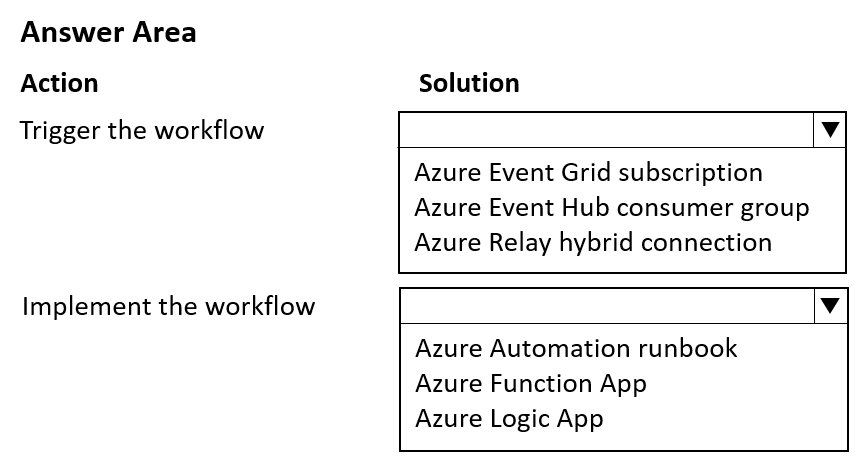 Answer Area
Action Solution
Trigger the workflow
Azure Event Grid subscription
Azure Event Hub consumer group
Azure Relay hybrid connection
Implement the workflow
Azure Automation runbook
Azure Function App
Azure Logic App